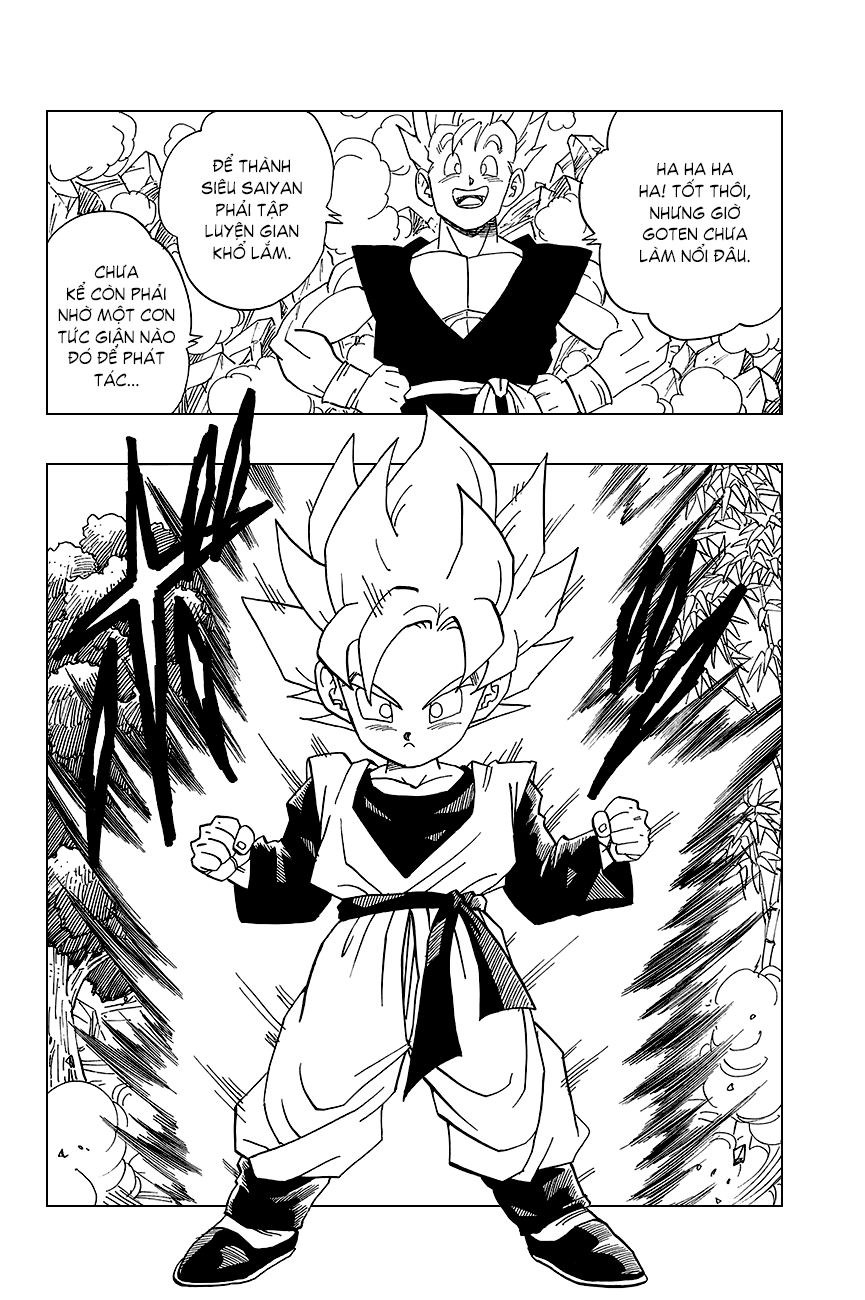 HA HA HA
HA! TỐT THÔI,
NHƯNG GIỜ
GOTEN CHƯA
LÀM NỔI ĐÂU.
ĐỂ THÀNH
SIÊU SAIYAN
PHẢI TẬP
LUYỆN GIAN
KHỔ LẮM.
CHƯA
KỂ CÒN PHẢI
NHỜ MỘT CƠN
TỨC GIẬN NÀO
ĐÓ ĐỂ PHÁT
TÁC...